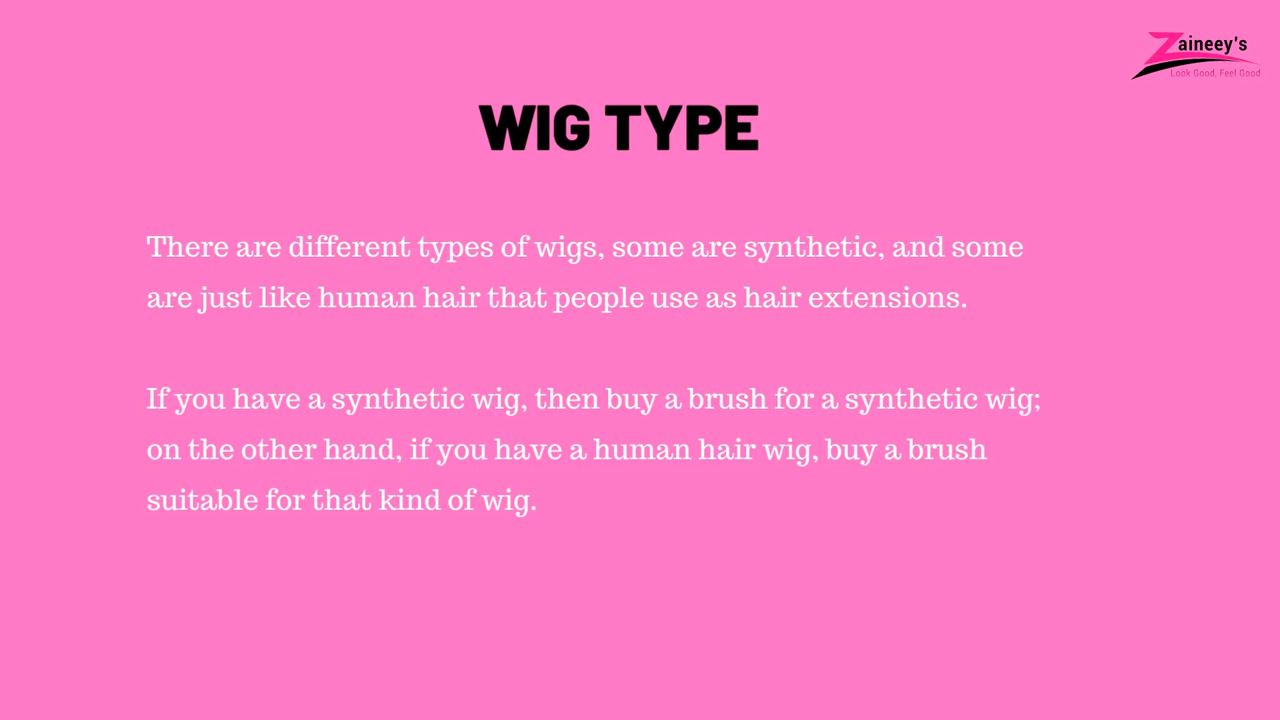 Zaineey's
Look Good, Feel Good
WIG TYPE
There are different types of wigs, some are synthetic, and some
are just like human hair that people use as hair extensions.
If you have a synthetic wig, then buy a brush for a synthetic wig;
on the other hand, if you have a human hair wig, buy a brush
suitable for that kind of wig.